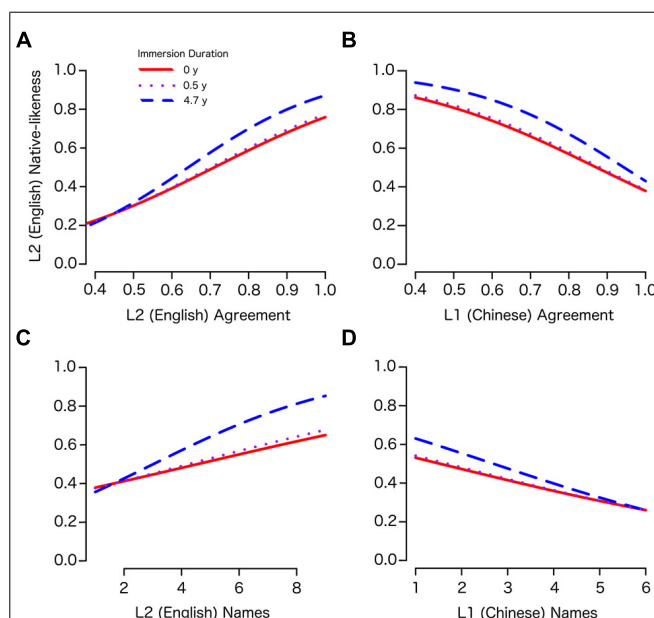 A
Immersion Duration
0 y
0.5 y
4.7 y
L2 (English) Native-likeness
1.0
0.8
0.6
0.4
0.2
0.0
0.4 0.5 0.6 0.7 0.8 0.9 1.0
L2 (English) Agreement
B
1.0
0.8
0.6
0.4
0.2
0.0
0.4 0.5 0.6 0.7 0.8 0.9 1.0
L1 (Chinese) Agreement
C
1.0
0.8
0.6
0.4
0.2
0.0
2 4 6 8
L2 (English) Names
D
1.0
0.8
0.6
0.4
0.2
0.0
1 2 3 4 5 6
L1 (Chinese) Names